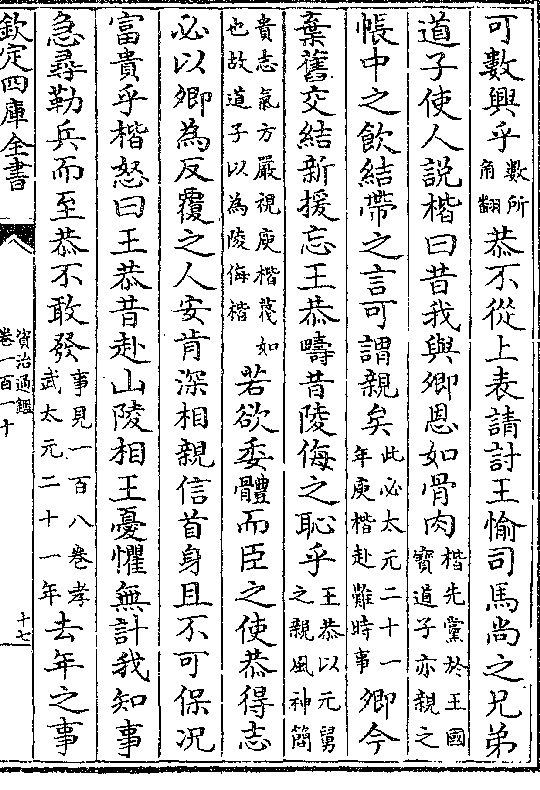 可數興乎數所角翻恭不從上表請討王愉司馬尚之兄弟
道子使人説楷曰昔我與卿恩如骨肉楷先黨於王國寶道子亦親之
帳中之飲結帶之言可謂親矣此必太元二十一年庾楷赴難時事卿今
棄舊交結新援忘王恭疇昔陵侮之恥乎王恭以元舅之親風神簡
貴志氣方嚴視庾楷蔑如也故道子以為陵侮楷若欲委體而臣之使恭得志
必以卿為反覆之人安肯深相親信首身且不可保况
富貴乎楷怒曰王恭昔赴山陵相王憂懼無計我知事
急尋勒兵而至恭不敢發事見一百八卷孝武太元二十一年去年之事
欽定四庫全書
資治通鑑
卷一百一十
十七